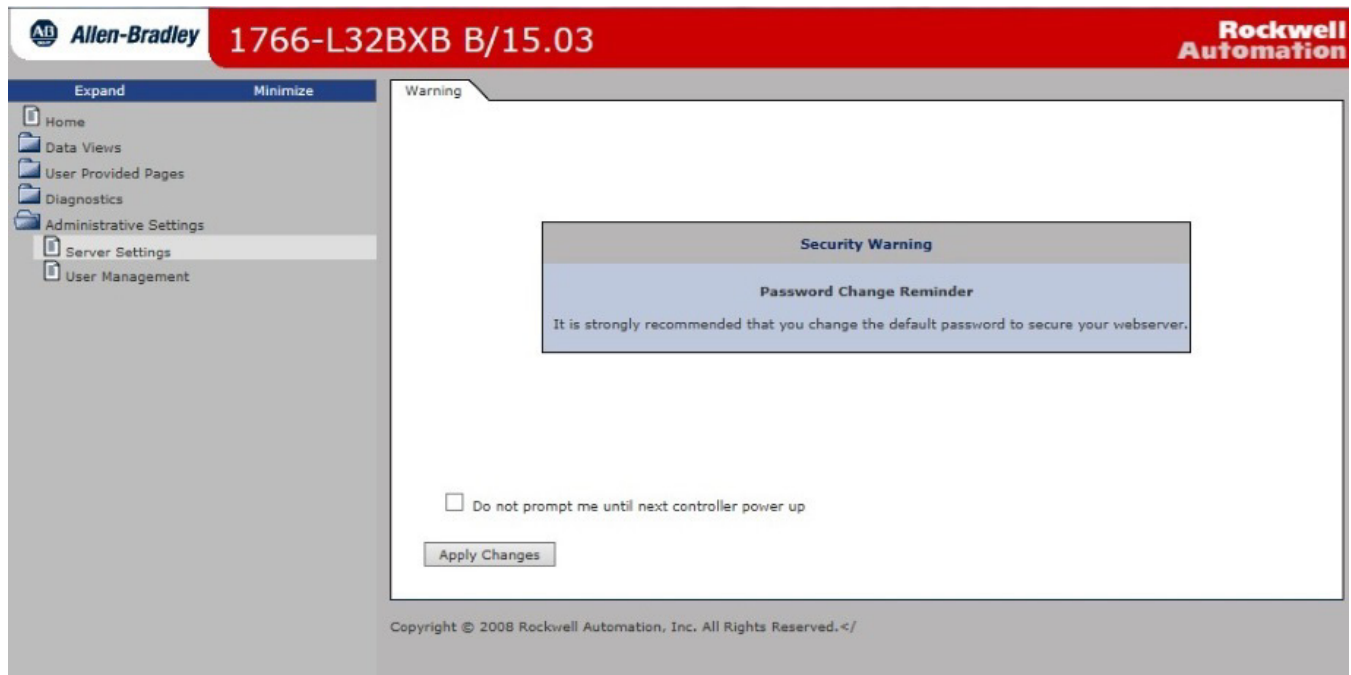 AB Allen-Bradley
1766-L32BXB B/15.03
Rockwell
Automation
Expand Minimize
Home
Data Views
User Provided Pages
Diagnostics
Administrative Settings
Server Settings
User Management
Warning
Security Warning
Password Change Reminder
It is strongly recommended that you change the default password to secure your webserver.
Do not prompt me until next controller power up
Apply Changes
Copyright © 2008 Rockwell Automation, Inc. All Rights Reserved.</